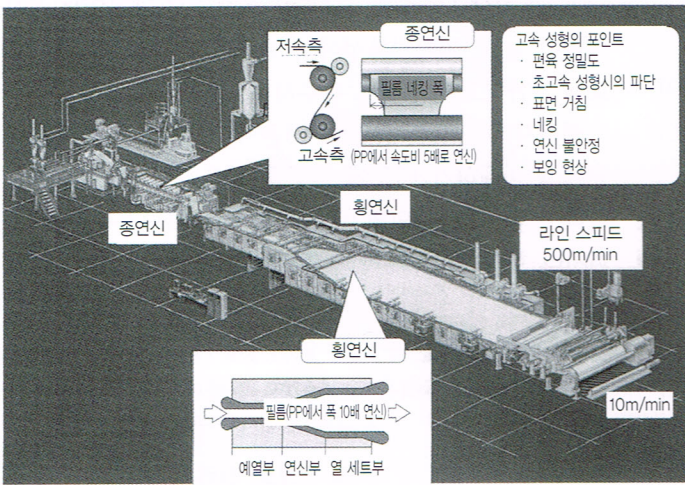 종연신
저속측
필름 네킹 폭
고속측 (PP에서 속도비 5배로 연신)
고속 성형의 포인트
· 편육 정밀도
· 초고속 성형시의 파단
· 표면 거침
· 네킹
· 연신 불안정
· 보잉 현상
종연신
횡연신
라인 스피드
500m/min
횡연신
필름(PP에서 폭 10배 연신)
예열부 연신부 열 세트부
10m/min